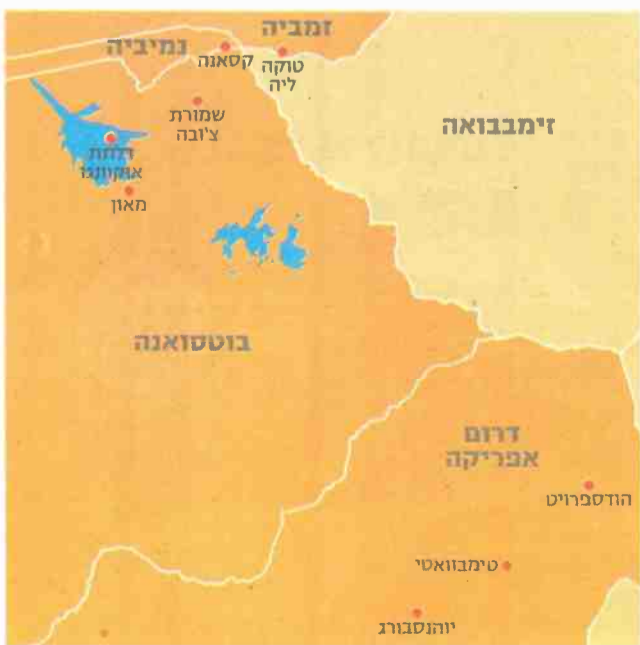 זמביה
נמיביה
קסאנה
טוקה
ליה
שמורת
צ'ובה
זימבבואה
דלתת
אוקוונגו
מאון
בוטסואנה
דרום
אפריקה
הודספרויט
טימבוואטי
יוהנסבורג